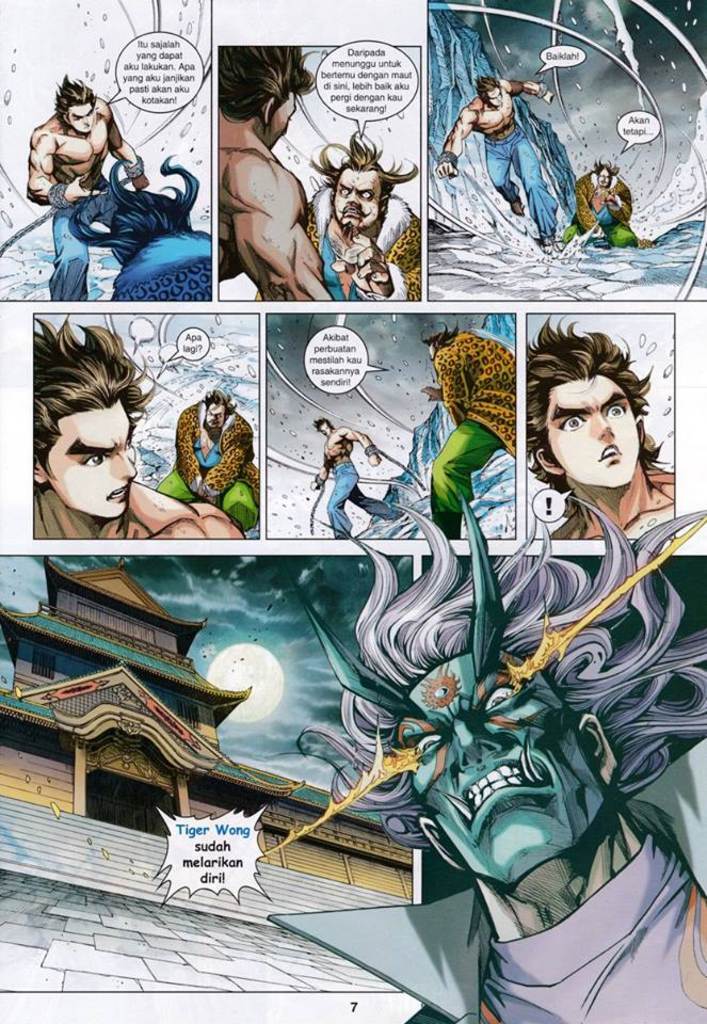 Itu sajalah
yang dapat
aku lakukan. Apa
yang aku janjikan
pasti akan aku
kotakan!
Daripada
menunggu untuk
bertemu dengan maut
di sini, lebih baik aku
pergi dengan kau
sekarang!
Baiklah!
Akan
tetapi...
Apa
lagi?
Akibat
perbuatan
mestilah kau
rasakannya
sendiri!
!
Tiger Wong
sudah
melarikan
diri!
7